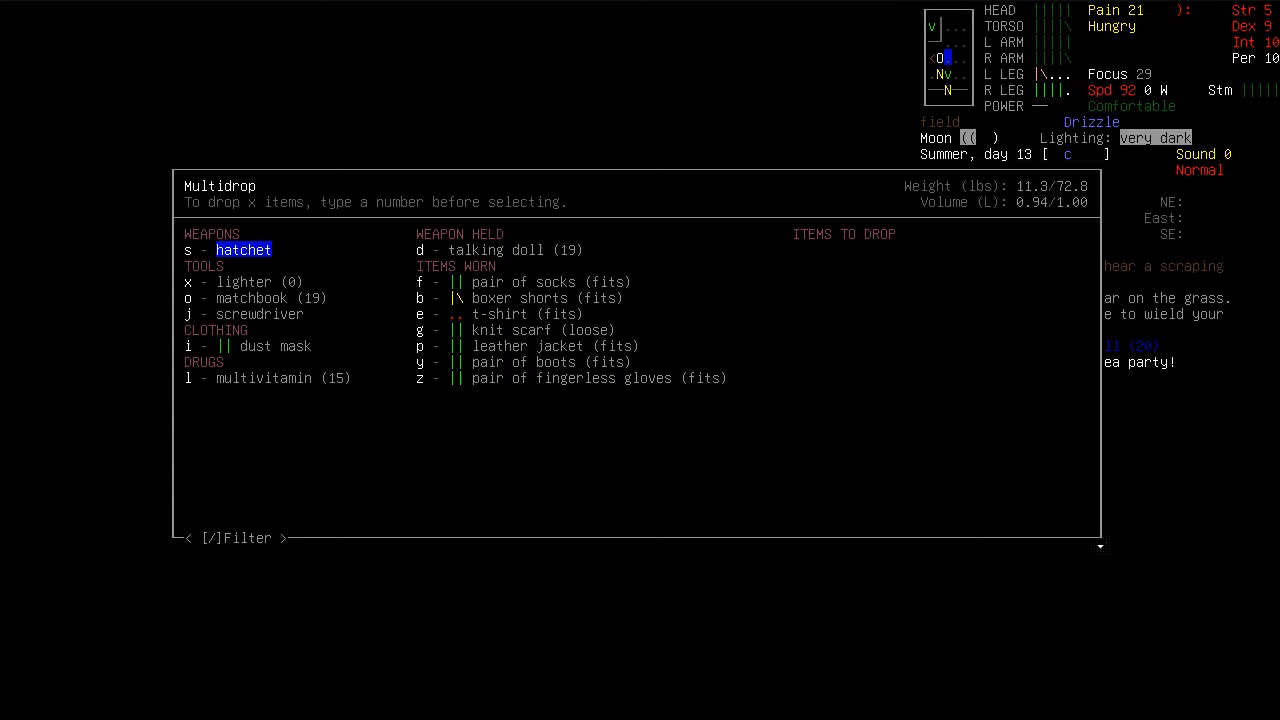 HEAD |||||  Pain 21  ):  Str 5
v ... TORSO ||||\  Hungry  Dex 9
... L ARM |||||  Int 10
<O .. R ARM ||||\  Per 10
.Nv.. L LEG |\...  Focus 29
N R LEG ||||.  Spd 92 0 W  Stm |||||
POWER --  Comfortable
field  Drizzle
Moon ((  )  Lighting: very dark
Summer, day 13 [  c  ]  Sound 0
Normal
Multidrop  Weight (lbs): 11.3/72.8
To drop x items, type a number before selecting.  Volume (L): 0.94/1.00
NE:
East:
SE:
WEAPONS  WEAPON HELD  ITEMS TO DROP
s - hatchet  d - talking doll (19)
TOOLS  ITEMS WORN  hear a scraping
x - lighter (0)  f - || pair of socks (fits)
o - matchbook (19)  b - |\ boxer shorts (fits)  ar on the grass.
j - screwdriver  e - .. t-shirt (fits)  e to wield your
CLOTHING  g - || knit scarf (loose)
i - || dust mask  p - || leather jacket (fits)  ll (20)
DRUGS  y - || pair of boots (fits)  ea party!
l - multivitamin (15)  z - || pair of fingerless gloves (fits)
< [/]Filter >